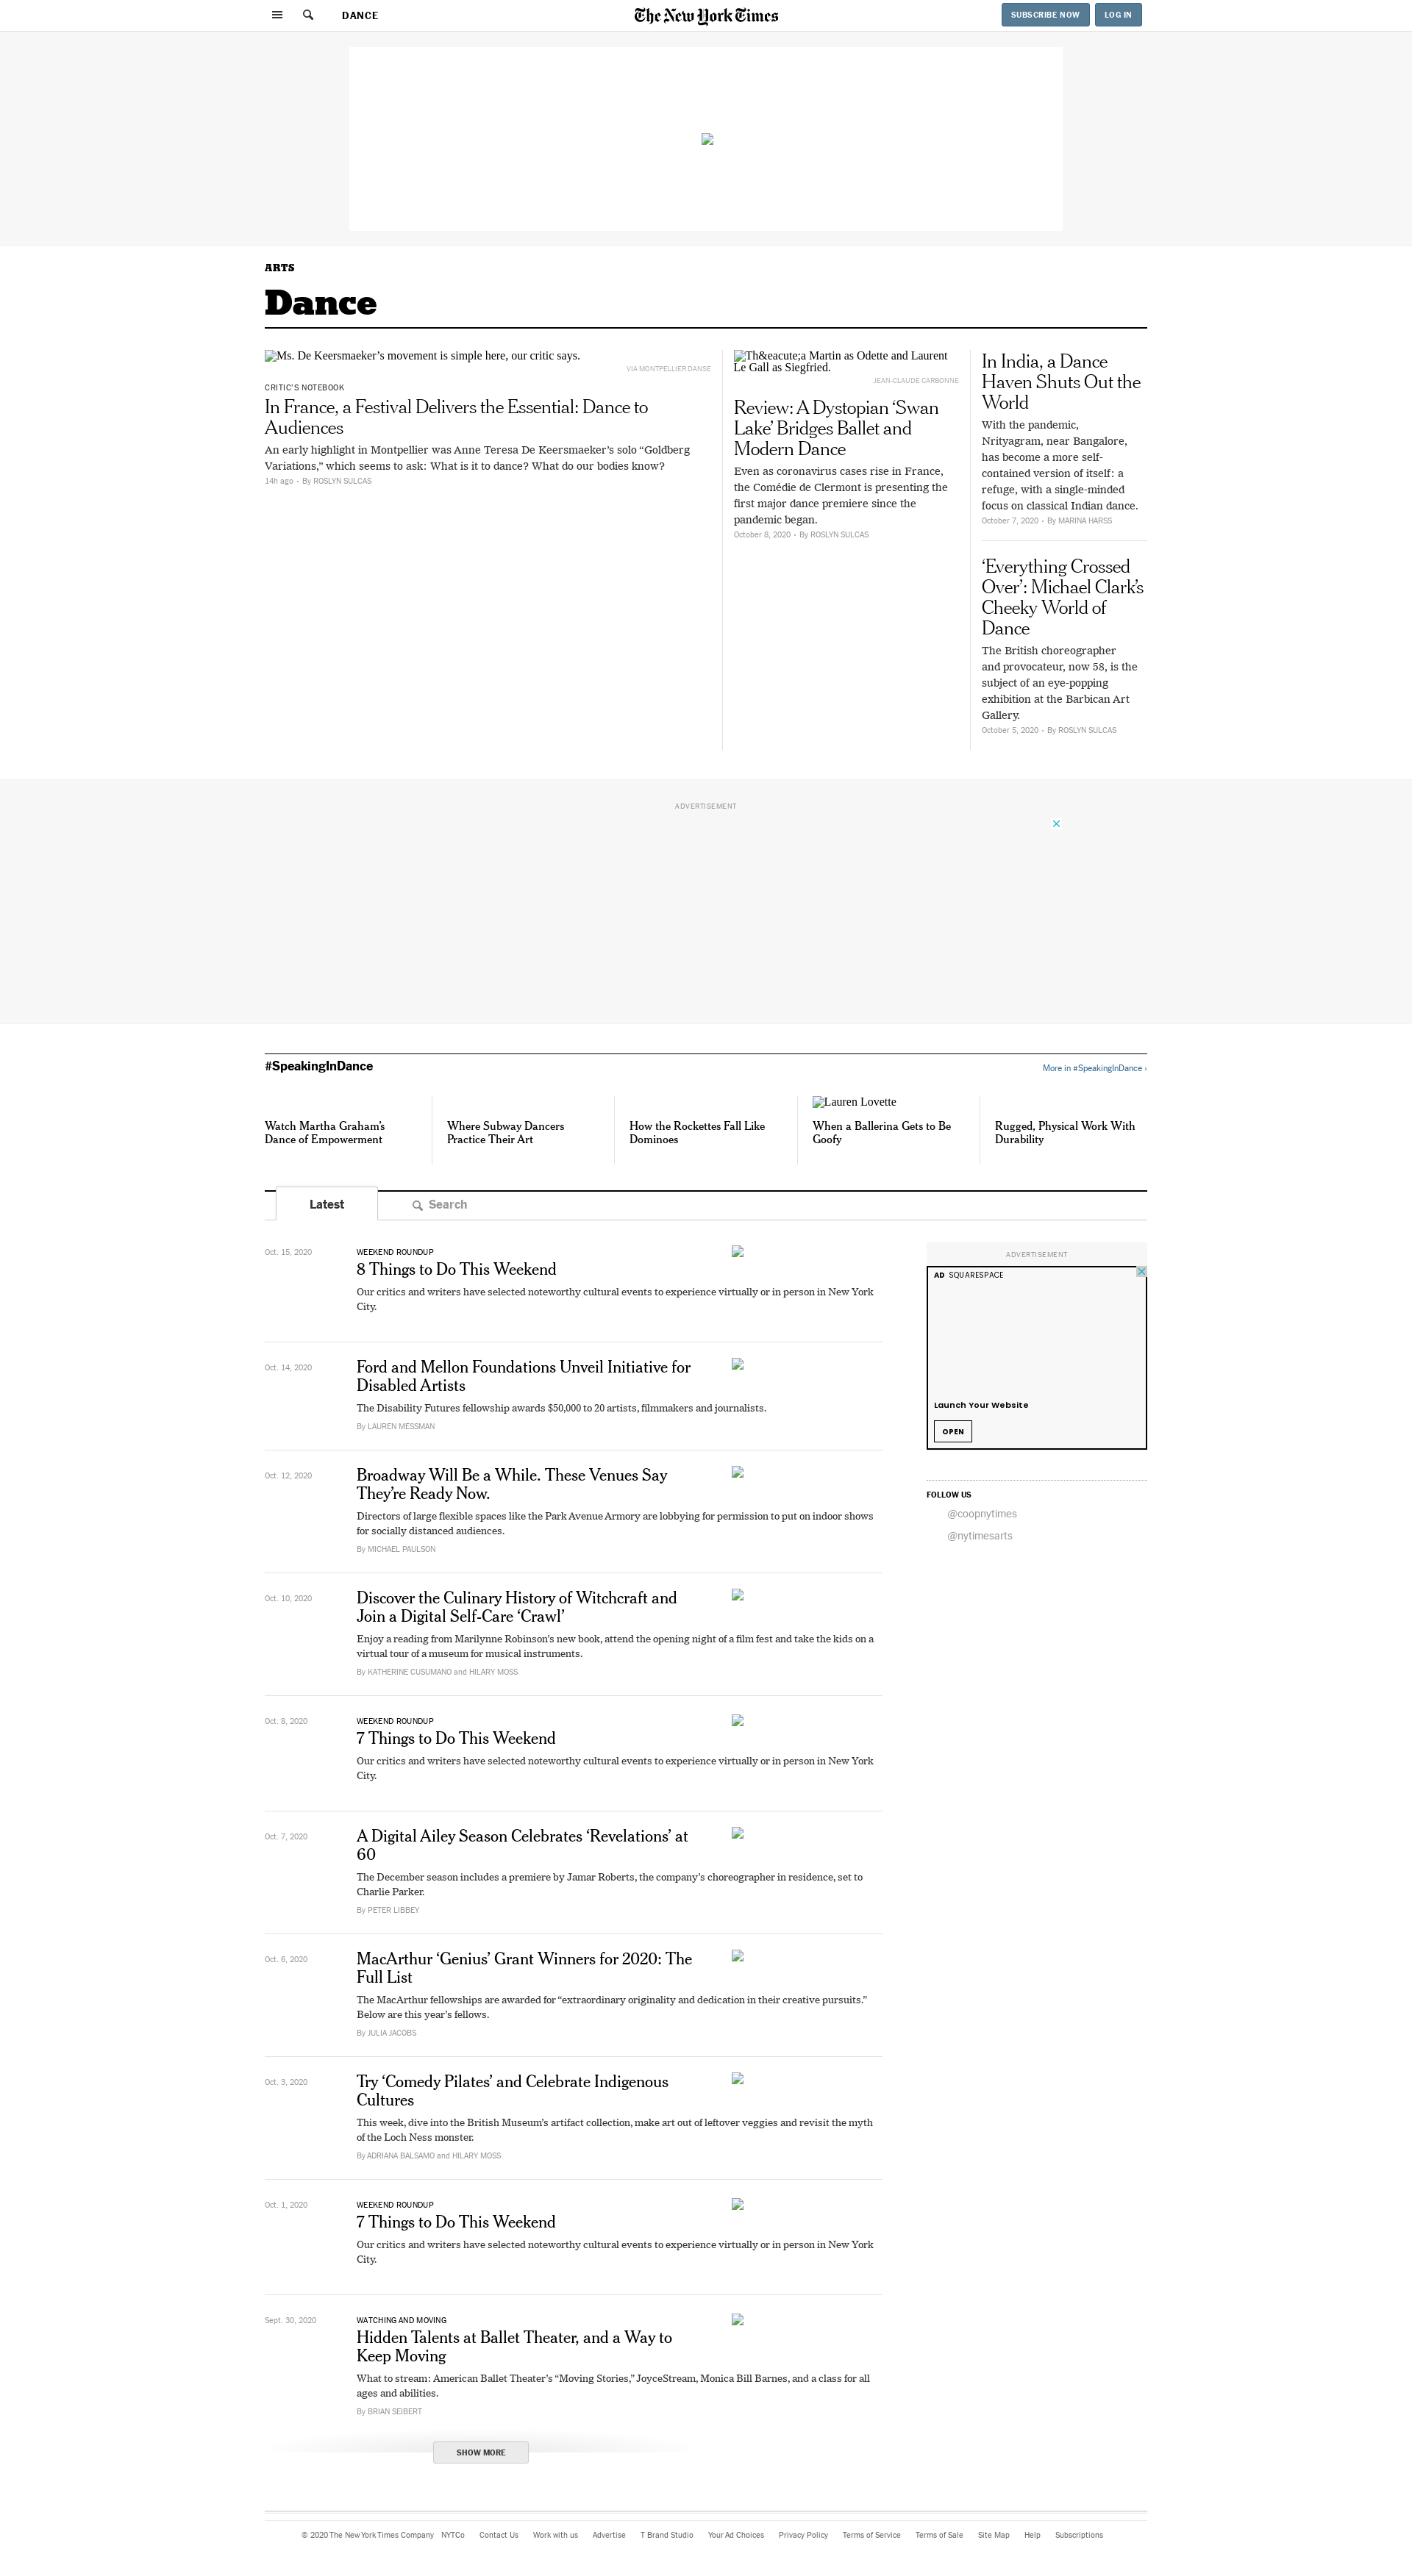 DANCE
The New York Times
SUBSCRIBE NOW
LOG IN
ARTS
Dance
Ms. De Keersmaeker’s movement is simple here, our critic says.
VIA MONTPELLIER DANSE
CRITIC’S NOTEBOOK
In France, a Festival Delivers the Essential: Dance to
Audiences
An early highlight in Montpellier was Anne Teresa De Keersmaeker’s solo “Goldberg
Variations,” which seems to ask: What is it to dance? What do our bodies know?
14h ago • By ROSLYN SULCAS
Th&eacute;a Martin as Odette and Laurent
Le Gall as Siegfried.
JEAN-CLAUDE CARBONNE
Review: A Dystopian ‘Swan
Lake’ Bridges Ballet and
Modern Dance
Even as coronavirus cases rise in France,
the Comédie de Clermont is presenting the
first major dance premiere since the
pandemic began.
October 8, 2020 • By ROSLYN SULCAS
In India, a Dance
Haven Shuts Out the
World
With the pandemic,
Nrityagram, near Bangalore,
has become a more self-
contained version of itself: a
refuge, with a single-minded
focus on classical Indian dance.
October 7, 2020 • By MARINA HARSS
‘Everything Crossed
Over’: Michael Clark’s
Cheeky World of
Dance
The British choreographer
and provocateur, now 58, is the
subject of an eye-popping
exhibition at the Barbican Art
Gallery.
October 5, 2020 • By ROSLYN SULCAS
ADVERTISEMENT
#SpeakingInDance
More in #SpeakingInDance ›
Watch Martha Graham’s
Dance of Empowerment
Where Subway Dancers
Practice Their Art
How the Rockettes Fall Like
Dominoes
Lauren Lovette
When a Ballerina Gets to Be
Goofy
Rugged, Physical Work With
Durability
Latest
Search
Oct. 15, 2020
WEEKEND ROUNDUP
8 Things to Do This Weekend
Our critics and writers have selected noteworthy cultural events to experience virtually or in person in New York
City.
Oct. 14, 2020
Ford and Mellon Foundations Unveil Initiative for
Disabled Artists
The Disability Futures fellowship awards $50,000 to 20 artists, filmmakers and journalists.
By LAUREN MESSMAN
Oct. 12, 2020
Broadway Will Be a While. These Venues Say
They’re Ready Now.
Directors of large flexible spaces like the Park Avenue Armory are lobbying for permission to put on indoor shows
for socially distanced audiences.
By MICHAEL PAULSON
Oct. 10, 2020
Discover the Culinary History of Witchcraft and
Join a Digital Self-Care ‘Crawl’
Enjoy a reading from Marilynne Robinson’s new book, attend the opening night of a film fest and take the kids on a
virtual tour of a museum for musical instruments.
By KATHERINE CUSUMANO and HILARY MOSS
Oct. 8, 2020
WEEKEND ROUNDUP
7 Things to Do This Weekend
Our critics and writers have selected noteworthy cultural events to experience virtually or in person in New York
City.
Oct. 7, 2020
A Digital Ailey Season Celebrates ‘Revelations’ at
60
The December season includes a premiere by Jamar Roberts, the company’s choreographer in residence, set to
Charlie Parker.
By PETER LIBBEY
Oct. 6, 2020
MacArthur ‘Genius’ Grant Winners for 2020: The
Full List
The MacArthur fellowships are awarded for “extraordinary originality and dedication in their creative pursuits.”
Below are this year’s fellows.
By JULIA JACOBS
Oct. 3, 2020
Try ‘Comedy Pilates’ and Celebrate Indigenous
Cultures
This week, dive into the British Museum’s artifact collection, make art out of leftover veggies and revisit the myth
of the Loch Ness monster.
By ADRIANA BALSAMO and HILARY MOSS
Oct. 1, 2020
WEEKEND ROUNDUP
7 Things to Do This Weekend
Our critics and writers have selected noteworthy cultural events to experience virtually or in person in New York
City.
Sept. 30, 2020
WATCHING AND MOVING
Hidden Talents at Ballet Theater, and a Way to
Keep Moving
What to stream: American Ballet Theater’s “Moving Stories,” JoyceStream, Monica Bill Barnes, and a class for all
ages and abilities.
By BRIAN SEIBERT
SHOW MORE
ADVERTISEMENT
AD SQUARESPACE
Launch Your Website
OPEN
FOLLOW US
@coopnytimes
@nytimesarts
© 2020 The New York Times Company NYTCo Contact Us Work with us Advertise T Brand Studio Your Ad Choices Privacy Policy Terms of Service Terms of Sale Site Map Help Subscriptions